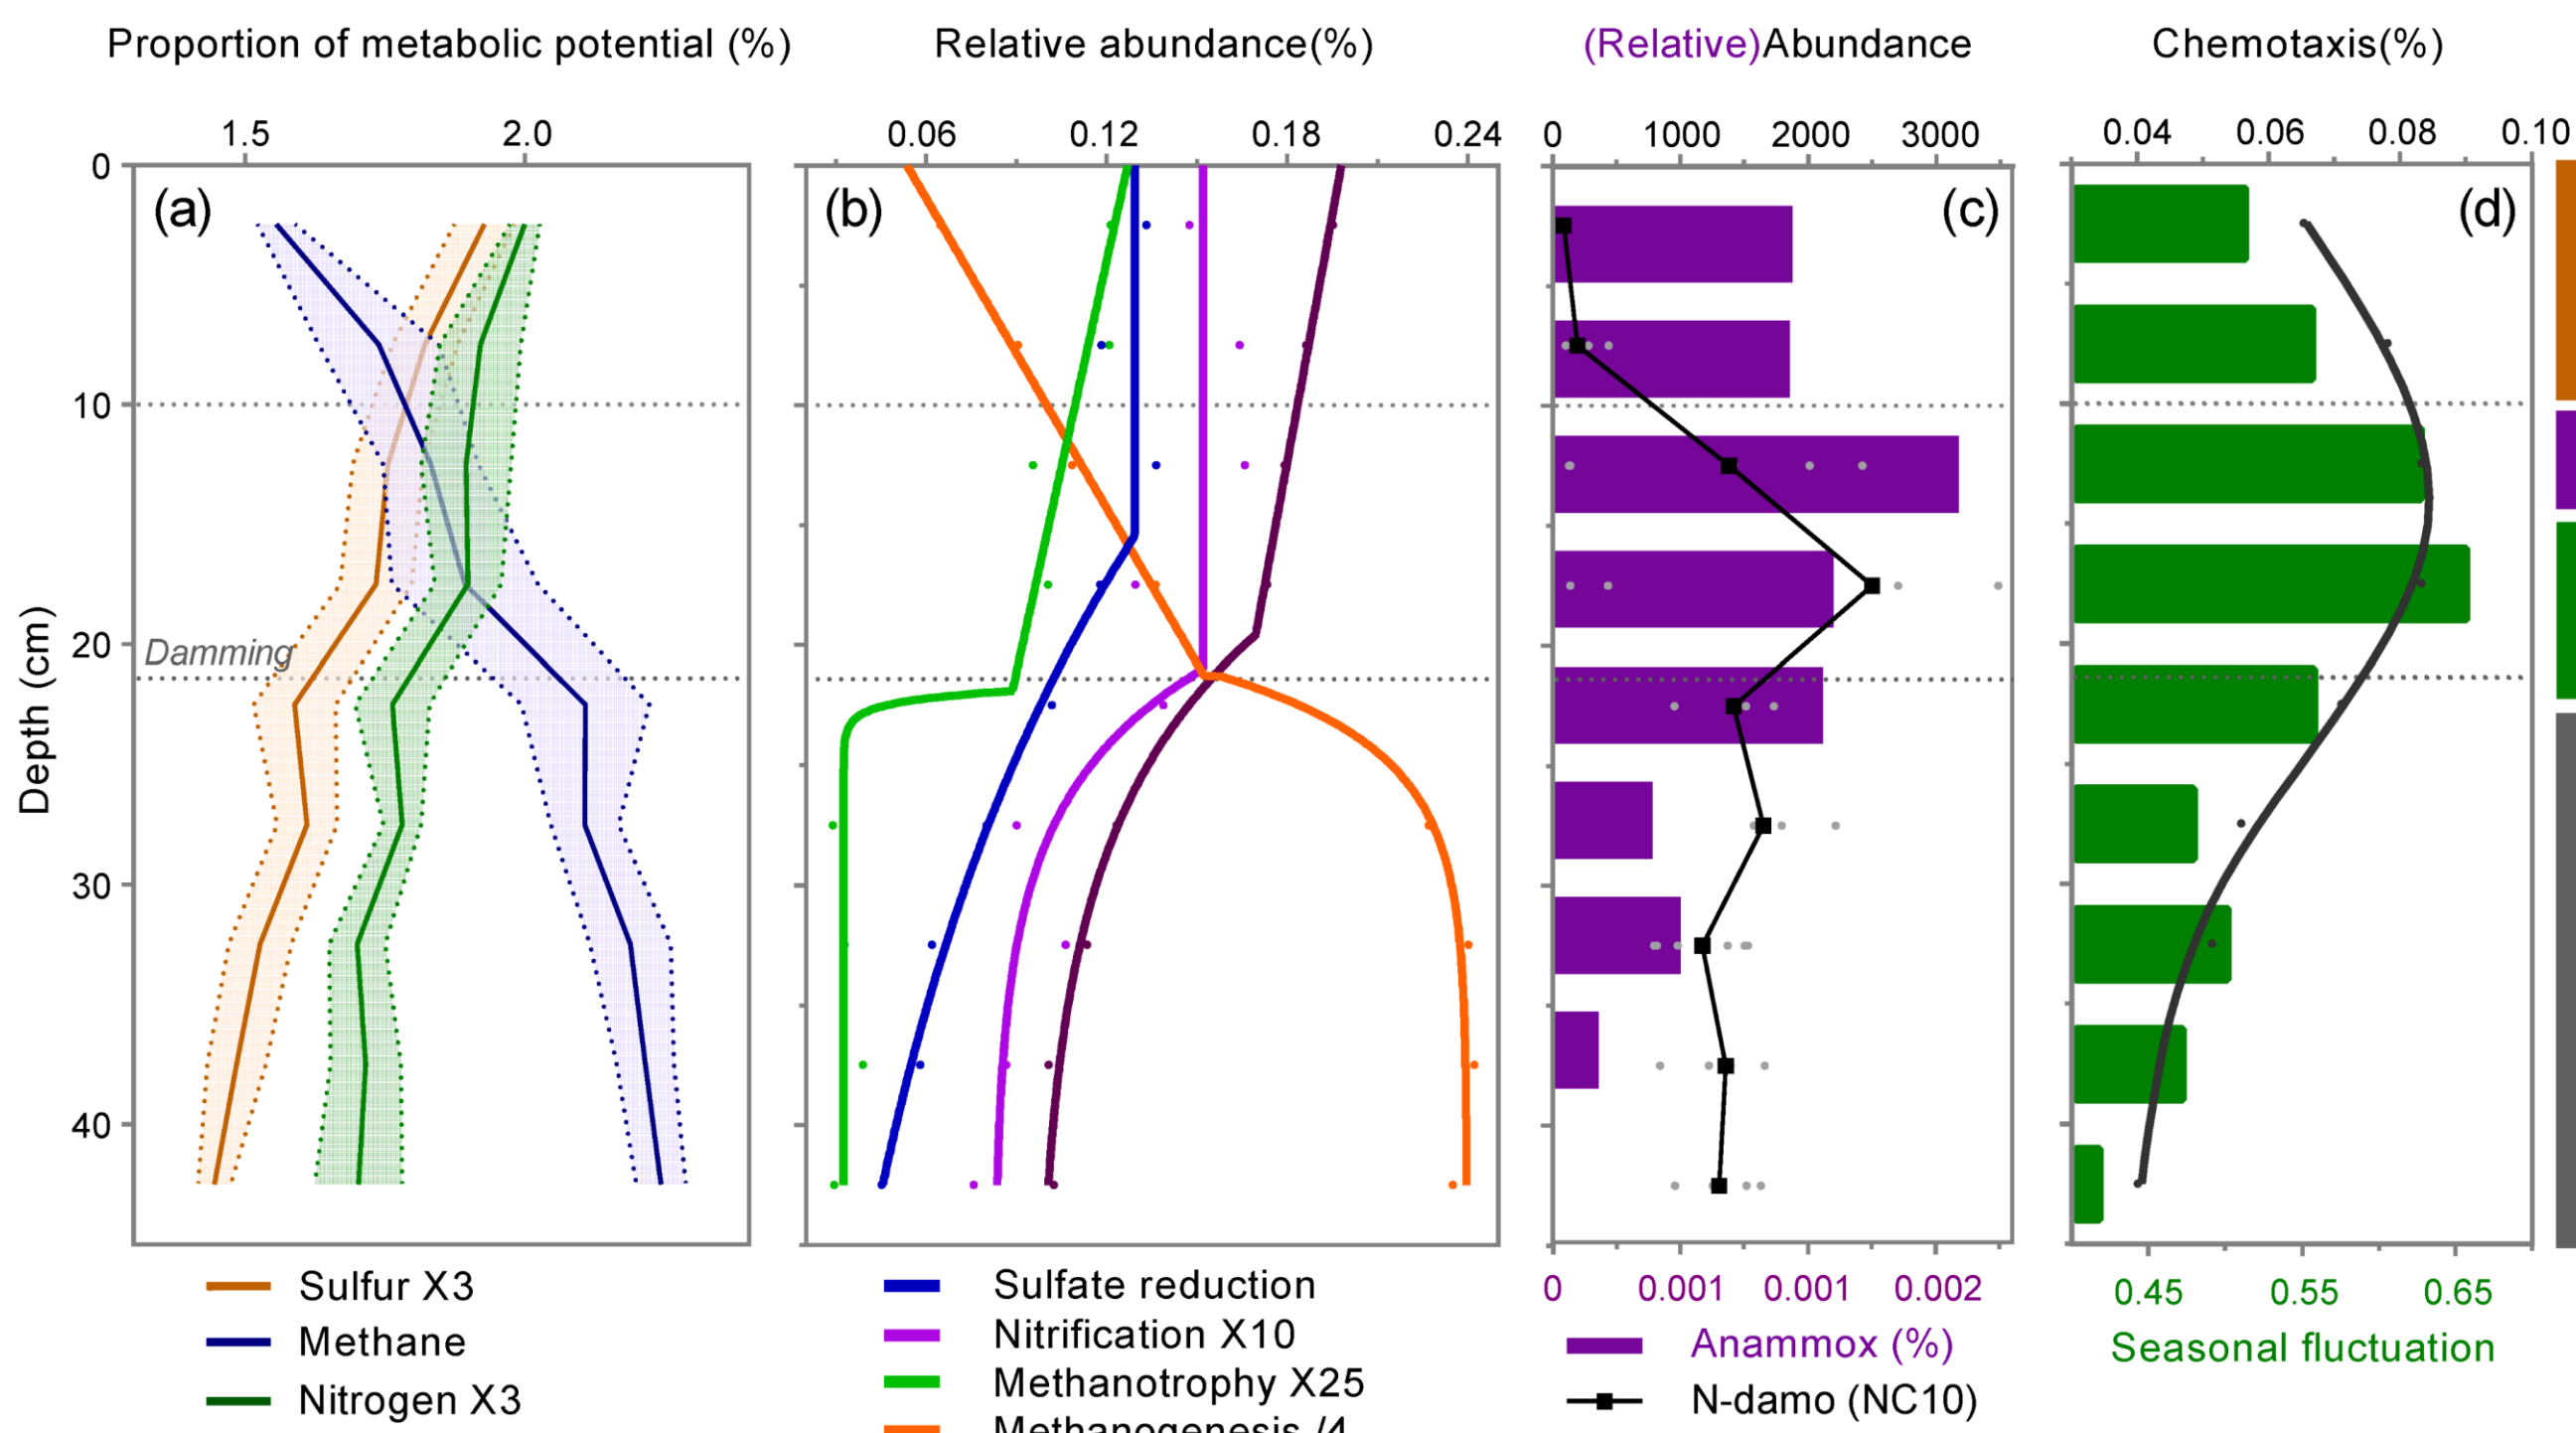 Proportion of metabolic potential (%)
Relative abundance(%)
(Relative)Abundance
Chemotaxis(%)
1.5 2.0
0.06 0.12 0.18 0.24
0 1000 2000 3000
0.04 0.06 0.08 0.10
(a)
(b)
(c)
(d)
0
10
20
30
40
Depth (cm)
Damming
0 0.001 0.001 0.002
0.45 0.55 0.65
Sulfur X3
Methane
Nitrogen X3
Sulfate reduction
Nitrification X10
Methanotrophy X25
Methanogenesis /4
Anammox (%)
N-damo (NC10)
Seasonal fluctuation